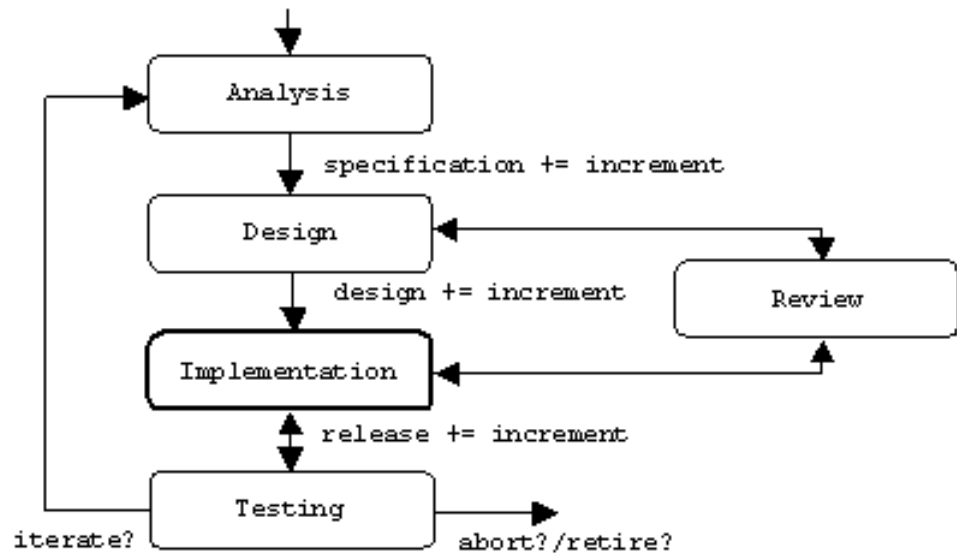 Analysis
specification += increment
Design
design += increment
Review
Implementation
release += increment
Testing
iterate?
abort?/retire?